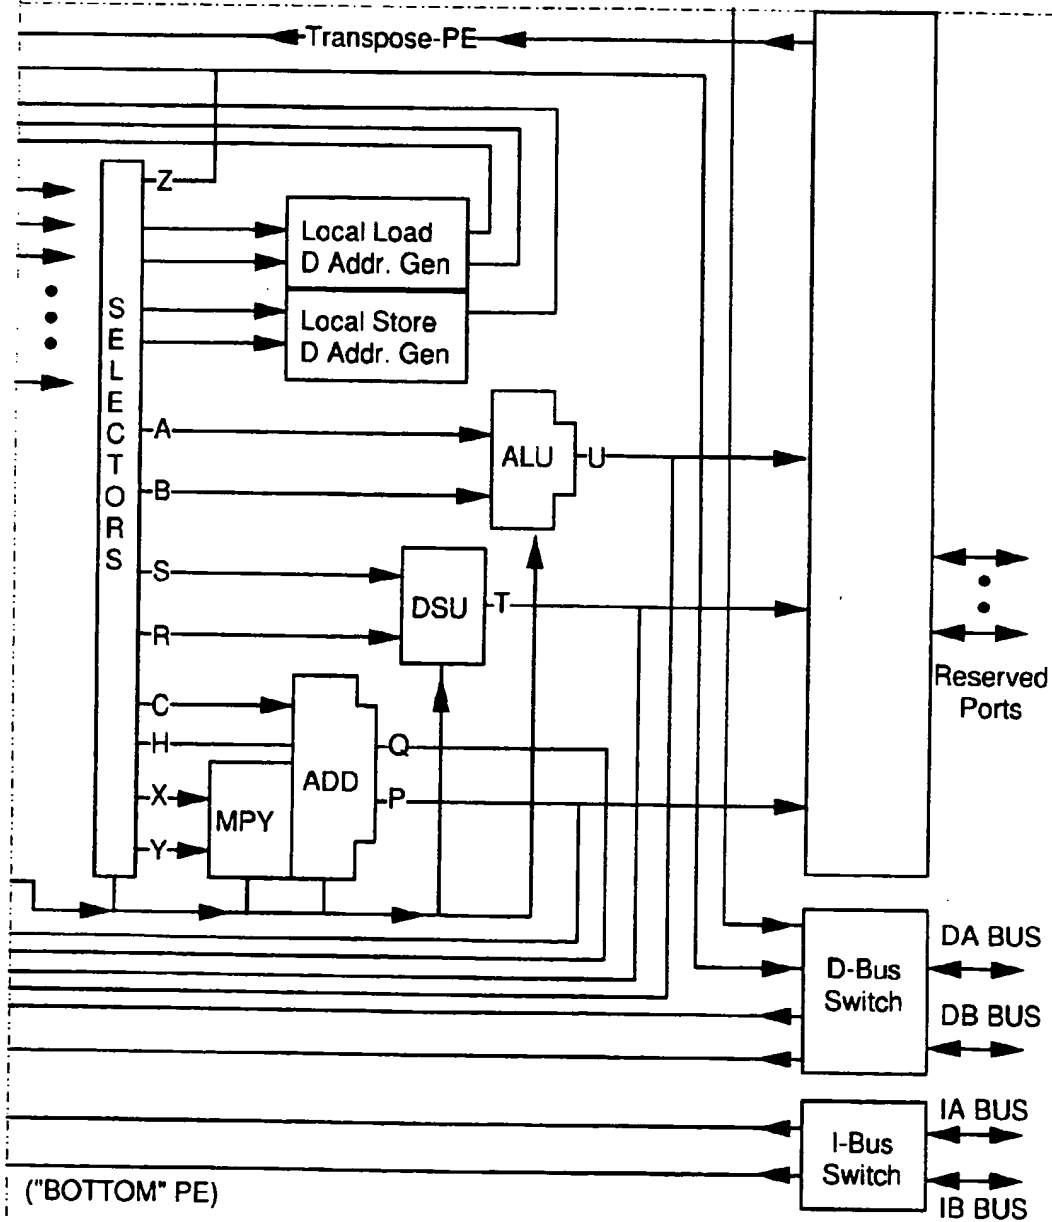 Transpose-PE
Z
Local Load
D Addr. Gen
Local Store
D Addr. Gen
SELECTORS
A
B
ALU
U
S
R
DSU
T
C
H
X
Y
MPY
ADD
Q
P
Reserved
Ports
D-Bus
Switch
DA BUS
DB BUS
I-Bus
Switch
IA BUS
IB BUS
("BOTTOM" PE)